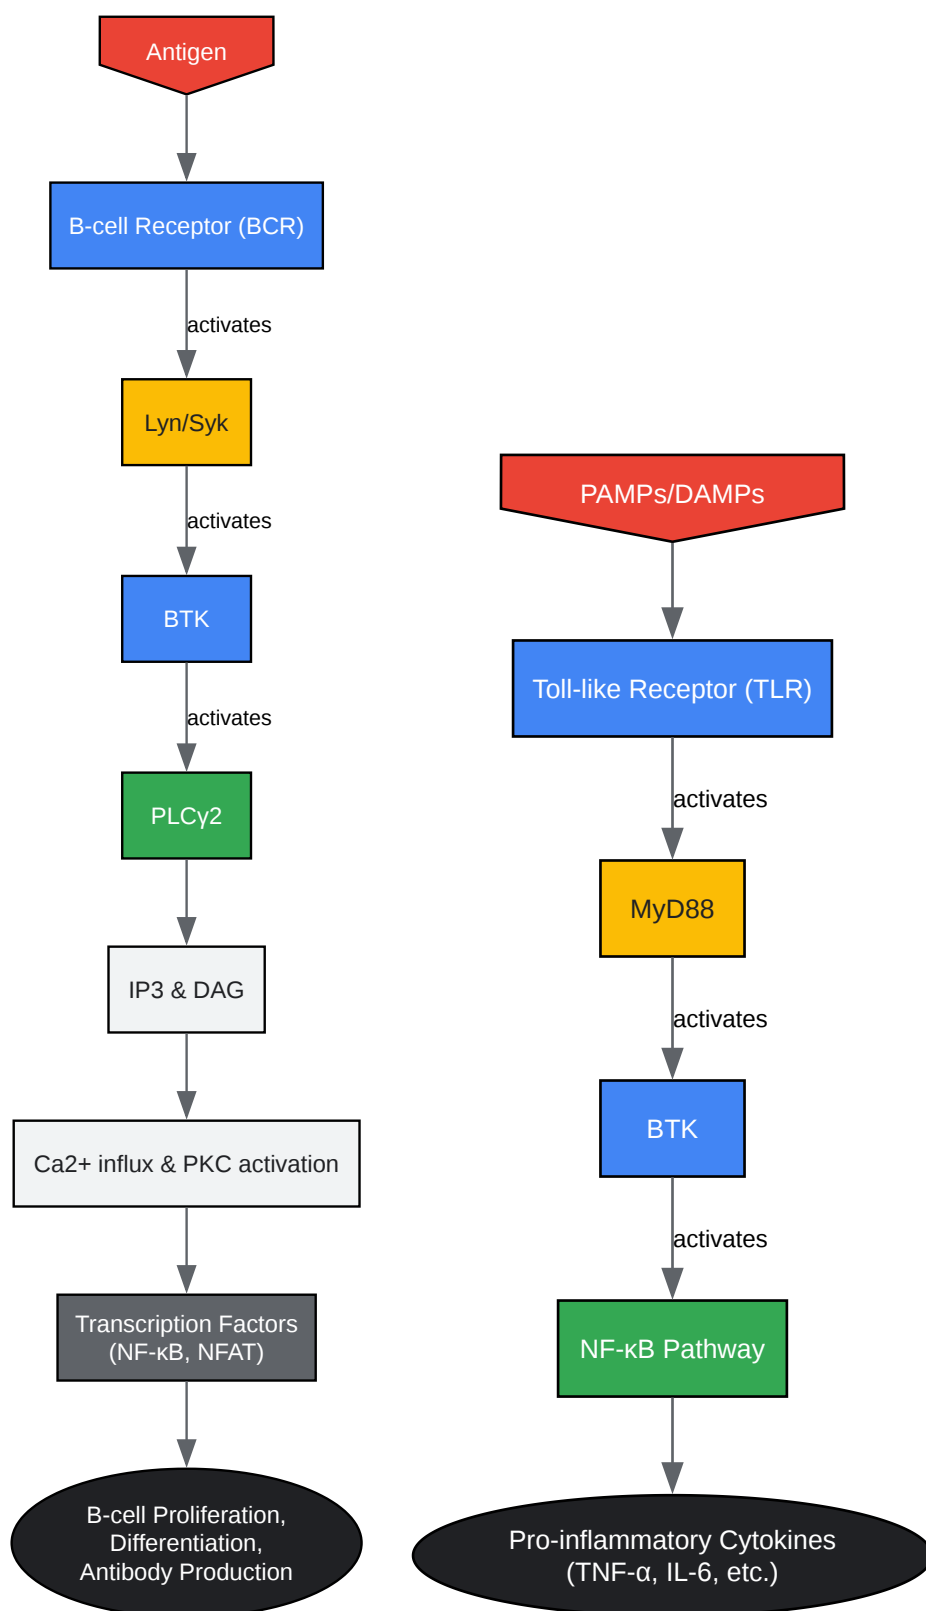 Antigen
B-cell Receptor (BCR)
activates
Lyn/Syk
activates
BTK
activates
PLCγ2
IP3 & DAG
Ca2+ influx & PKC activation
Transcription Factors
(NF-κB, NFAT)
B-cell Proliferation,
Differentiation,
Antibody Production
PAMPs/DAMPs
Toll-like Receptor (TLR)
activates
MyD88
activates
BTK
activates
NF-κB Pathway
Pro-inflammatory Cytokines
(TNF-α, IL-6, etc.)